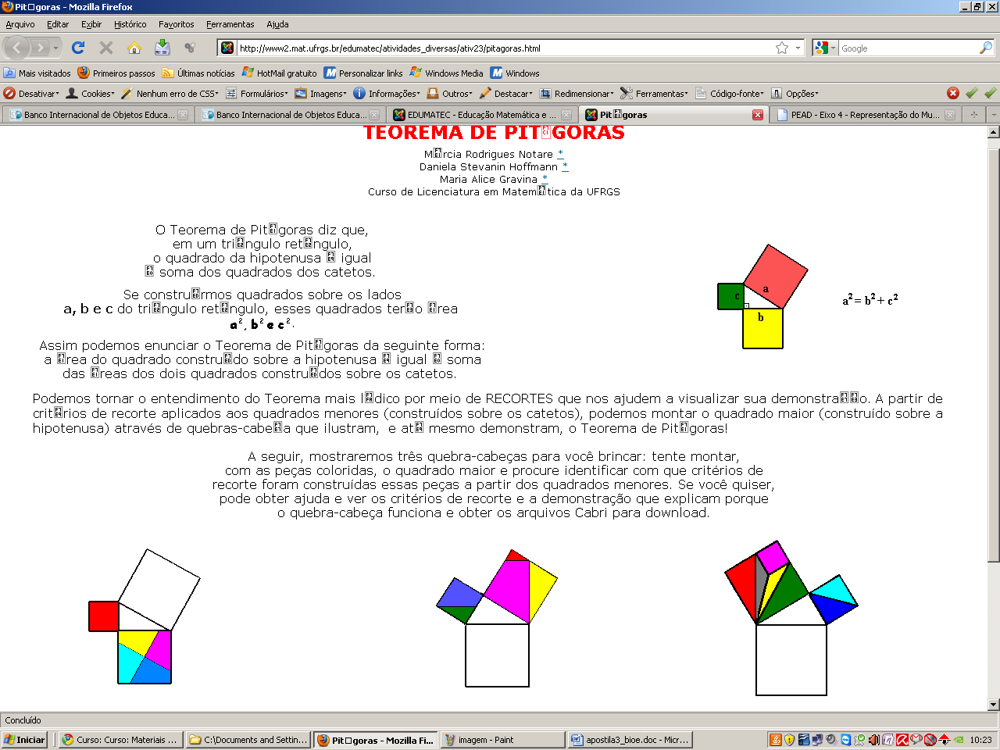 Pit□goras - Mozilla Firefox
Arquivo Editar Exibir Histórico Favoritos Ferramentas Ajuda
http://www2.mat.ufrgs.br/edumatec/atividades_diversas/ativ23/pitagoras.html
Google
Mais visitados Primeiros passos Últimas notícias HotMail gratuito Personalizar links Windows Media Windows
Desativar Cookies Nenhum erro de CSS Formulários Imagens Informações Outros Destacar Redimensionar Ferramentas Código-fonte Opções
Banco Internacional de Objetos Educa... Banco Internacional de Objetos Educa... EDUMATEC - Educação Matemática e ... Pit□goras PEAD - Eixo 4 - Representação do Mu...
TEOREMA DE PIT□GORAS
M□rcia Rodrigues Notare *
Daniela Stevanin Hoffmann *
Maria Alice Gravina *
Curso de Licenciatura em Matem□tica da UFRGS
O Teorema de Pit□goras diz que,
em um tri□ngulo ret□ngulo,
o quadrado da hipotenusa □ igual
□ soma dos quadrados dos catetos.
Se constru□rmos quadrados sobre os lados
a, b e c do tri□ngulo ret□ngulo, esses quadrados ter□o □rea
a², b² e c².
a
c
b
a² = b² + c²
Assim podemos enunciar o Teorema de Pit□goras da seguinte forma:
a □rea do quadrado constru□do sobre a hipotenusa □ igual □ soma
das □reas dos dois quadrados constru□dos sobre os catetos.
Podemos tornar o entendimento do Teorema mais l□dico por meio de RECORTES que nos ajudem a visualizar sua demonstra□□o. A partir de
crit□rios de recorte aplicados aos quadrados menores (construídos sobre os catetos), podemos montar o quadrado maior (construído sobre a
hipotenusa) através de quebras-cabe□a que ilustram, e at□ mesmo demonstram, o Teorema de Pit□goras!
A seguir, mostraremos três quebra-cabeças para você brincar: tente montar,
com as peças coloridas, o quadrado maior e procure identificar com que critérios de
recorte foram construídas essas peças a partir dos quadrados menores. Se você quiser,
pode obter ajuda e ver os critérios de recorte e a demonstração que explicam porque
o quebra-cabeça funciona e obter os arquivos Cabri para download.
Concluído
Iniciar Curso: Curso: Materiais ... C:\Documents and Settin... Pit□goras - Mozilla Fi... imagem - Paint apostila3_bioe.doc - Micr... 10:23